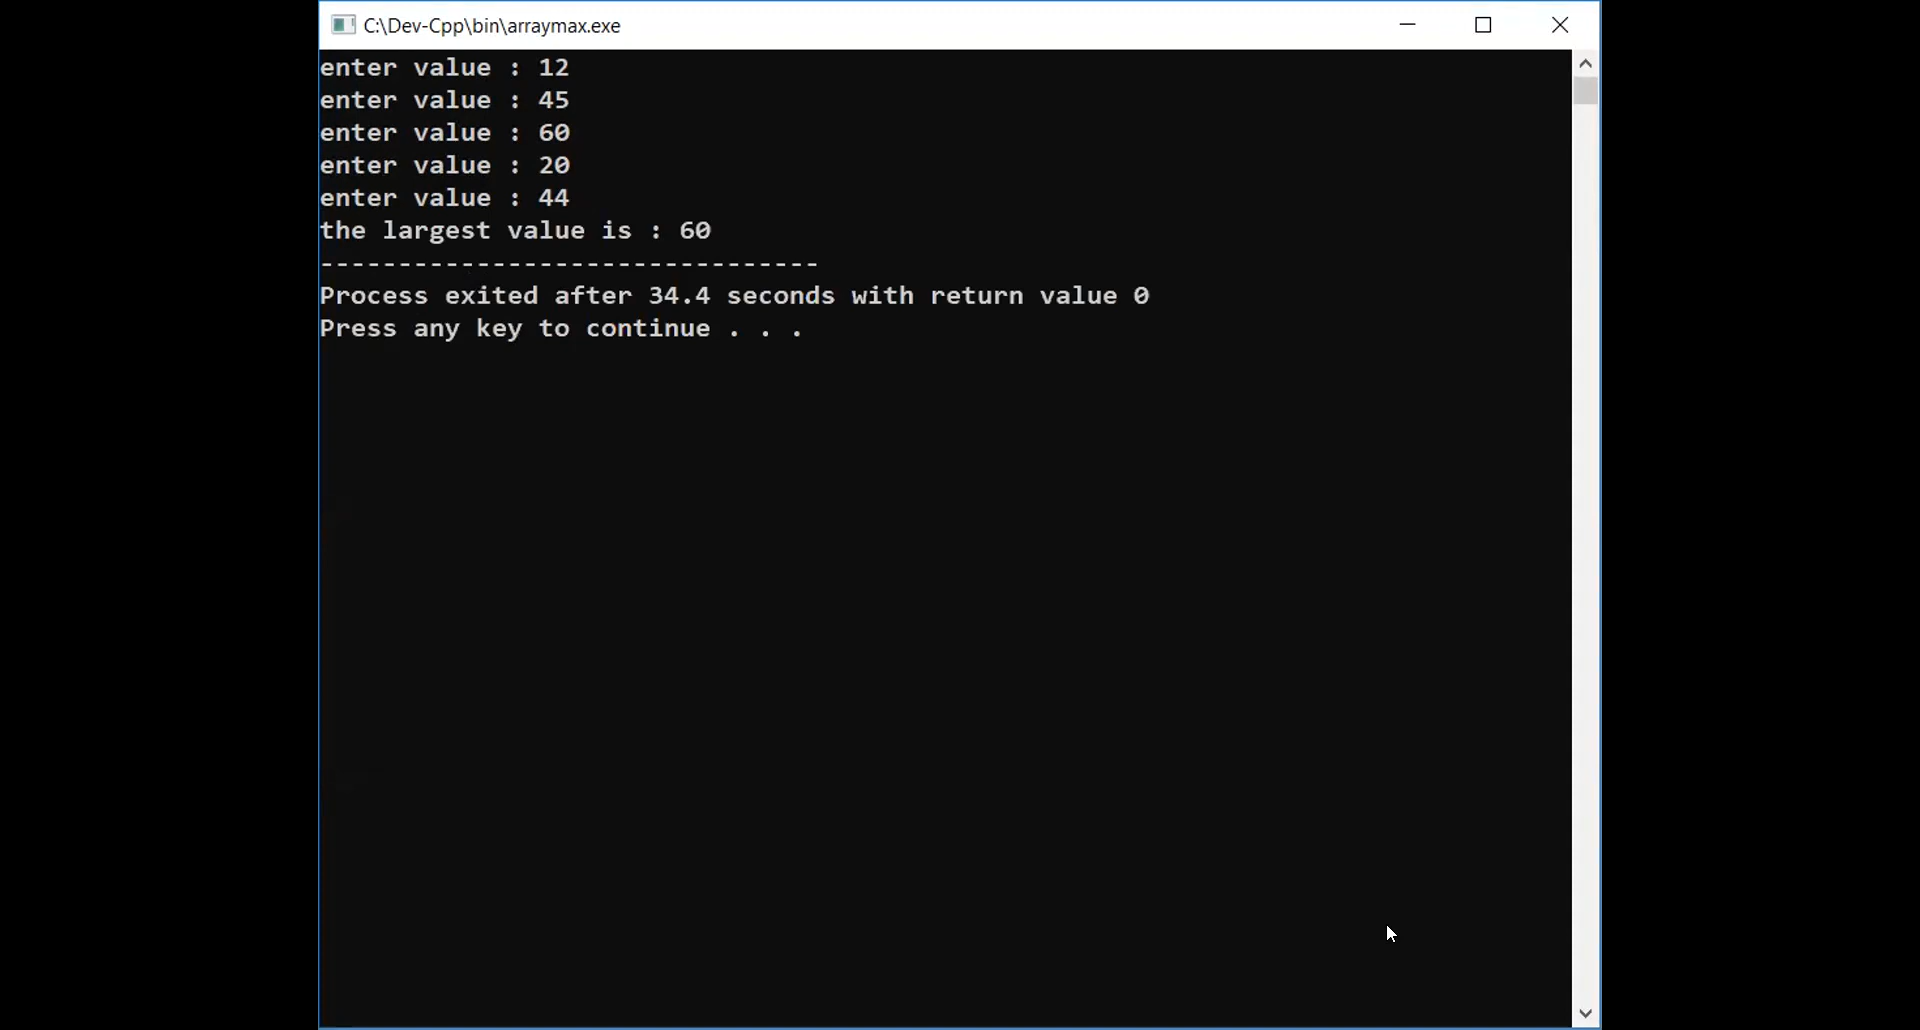 C:\Dev-Cpp\bin\arraymax.exe
enter value : 12
enter value : 45
enter value : 60
enter value : 20
enter value : 44
the largest value is : 60
--------------------------------
Process exited after 34.4 seconds with return value 0
Press any key to continue . . .